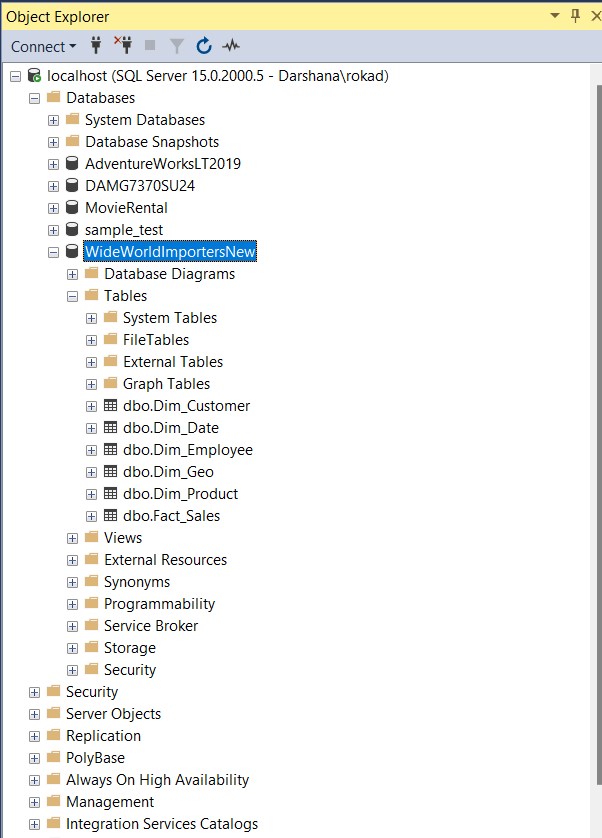 Object Explorer
Connect
localhost (SQL Server 15.0.2000.5 - Darshana\rokad)
Databases
System Databases
Database Snapshots
AdventureWorksLT2019
DAMG7370SU24
MovieRental
sample_test
WideWorldImportersNew
Database Diagrams
Tables
System Tables
FileTables
External Tables
Graph Tables
dbo.Dim_Customer
dbo.Dim_Date
dbo.Dim_Employee
dbo.Dim_Geo
dbo.Dim_Product
dbo.Fact_Sales
Views
External Resources
Synonyms
Programmability
Service Broker
Storage
Security
Security
Server Objects
Replication
PolyBase
Always On High Availability
Management
Integration Services Catalogs